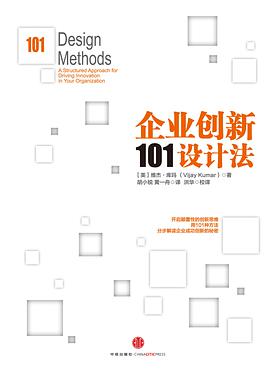 101
Design
Methods
A Structured Approach for
Driving Innovation
in Your Organization
企业创新
101设计法
［美］维杰·库玛（Vijay Kumar）◎著
胡小锐 黄一舟◎译 洪华◎校译
开启颠覆性的创新思维
用101种方法
分步解读企业成功创新的秘密
中信出版社·CHINACITICPRESS